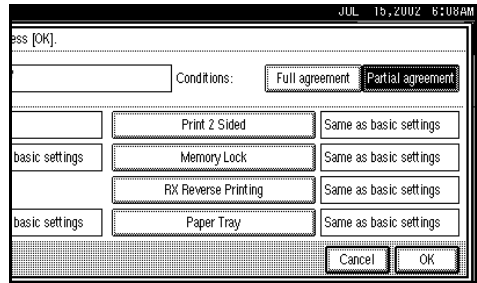 JUL 15,2002 6:08AM
ess [OK].
Conditions: Full agreement Partial agreement
Print 2 Sided Same as basic settings
basic settings Memory Lock Same as basic settings
RX Reverse Printing Same as basic settings
basic settings Paper Tray Same as basic settings
Cancel OK